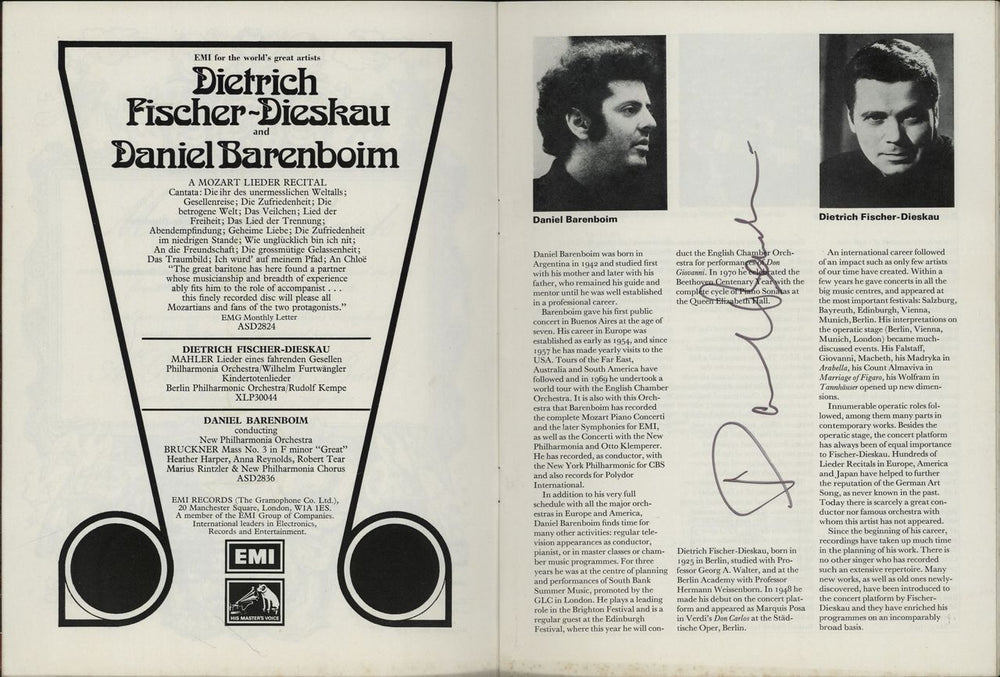 EMI for the world's great artists
Dietrich
Fischer-Dieskau
and
Daniel Barenboim
A MOZART LIEDER RECITAL
Cantata: Die ihr des unermesslichen Weltalls;
Gesellenreise; Die Zufriedenheit; Die
betrogene Welt; Das Veilchen; Lied der
Freiheit; Das Lied der Trennung;
Abendempfindung; Geheime Liebe; Die Zufriedenheit
im niedrigen Stande; Wie unglücklich bin ich nit;
An die Freundschaft; Die grossmütige Gelassenheit;
Das Traumbild; Ich würd' auf meinem Pfad; An Chloë
"The great baritone has here found a partner
whose musicianship and breadth of experience
ably fits him to the role of accompanist . . .
this finely recorded disc will please all
Mozartians and fans of the two protagonists."
EMG Monthly Letter
ASD2824
DIETRICH FISCHER-DIESKAU
MAHLER Lieder eines fahrenden Gesellen
Philharmonia Orchestra/Wilhelm Furtwängler
Kindertotenlieder
Berlin Philharmonic Orchestra/Rudolf Kempe
XLP30044
DANIEL BARENBOIM
conducting
New Philharmonia Orchestra
BRUCKNER Mass No. 3 in F minor "Great"
Heather Harper, Anna Reynolds, Robert Tear
Marius Rintzler & New Philharmonia Chorus
ASD2836
EMI RECORDS (The Gramophone Co. Ltd.),
20 Manchester Square, London, W1A 1ES.
A member of the EMI Group of Companies.
International leaders in Electronics,
Records and Entertainment.
EMI
HIS MASTER'S VOICE
Daniel Barenboim
Daniel Barenboim was born in
Argentina in 1942 and studied first
with his mother and later with his
father, who remained his guide and
mentor until he was well established
in a professional career.
Barenboim gave his first public
concert in Buenos Aires at the age of
seven. His career in Europe was
established as early as 1954, and since
1957 he has made yearly visits to the
USA. Tours of the Far East,
Australia and South America have
followed and in 1969 he undertook a
world tour with the English Chamber
Orchestra. It is also with this Orch-
estra that Barenboim has recorded
the complete Mozart Piano Concerti
and the later Symphonies for EMI,
as well as the Concerti with the New
Philharmonia and Otto Klemperer.
He has recorded, as conductor, with
the New York Philharmonic for CBS
and also records for Polydor
International.
In addition to his very full
schedule with all the major orch-
estras in Europe and America,
Daniel Barenboim finds time for
many other activities: regular tele-
vision appearances as conductor,
pianist, or in master classes or cham-
ber music programmes. For three
years he was at the centre of planning
and performances of South Bank
Summer Music, promoted by the
GLC in London. He plays a leading
role in the Brighton Festival and is a
regular guest at the Edinburgh
Festival, where this year he will con-
duct the English Chamber Orch-
estra for performances of Don
Giovanni. In 1970 he celebrated the
Beethoven Centenary Year with the
complete cycle of Piano Sonatas at
the Queen Elizabeth Hall.
Dietrich Fischer-Dieskau, born in
1925 in Berlin, studied with Pro-
fessor Georg A. Walter, and at the
Berlin Academy with Professor
Hermann Weissenborn. In 1948 he
made his debut on the concert plat-
form and appeared as Marquis Posa
in Verdi's Don Carlos at the Städ-
tische Oper, Berlin.
Dietrich Fischer-Dieskau
An international career followed
of an impact such as only few artists
of our time have created. Within a
few years he gave concerts in all the
big music centres, and appeared at
the most important festivals: Salzburg,
Bayreuth, Edinburgh, Vienna,
Munich, Berlin. His interpretations on
the operatic stage (Berlin, Vienna,
Munich, London) became much-
discussed events. His Falstaff,
Giovanni, Macbeth, his Madryka in
Arabella, his Count Almaviva in
Marriage of Figaro, his Wolfram in
Tannhäuser opened up new dimen-
sions.
Innumerable operatic roles fol-
lowed, among them many parts in
contemporary works. Besides the
operatic stage, the concert platform
has always been of equal importance
to Fischer-Dieskau. Hundreds of
Lieder Recitals in Europe, America
and Japan have helped to further
the reputation of the German Art
Song, as never known in the past.
Today there is scarcely a great con-
ductor nor famous orchestra with
whom this artist has not appeared.
Since the beginning of his career,
recordings have taken up much time
in the planning of his work. There is
no other singer who has recorded
such an extensive repertoire. Many
new works, as well as old ones newly-
discovered, have been introduced to
the concert platform by Fischer-
Dieskau and they have enriched his
programmes on an incomparably
broad basis.